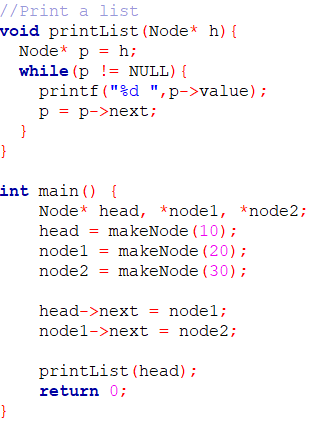 //Print a list
void printList(Node* h){
  Node* p = h;
  while(p != NULL){
    printf("%d ",p->value);
    p = p->next;
  }
}

int main() {
    Node* head, *node1, *node2;
    head = makeNode(10);
    node1 = makeNode(20);
    node2 = makeNode(30);

    head->next = node1;
    node1->next = node2;

    printList(head);
    return 0;
}